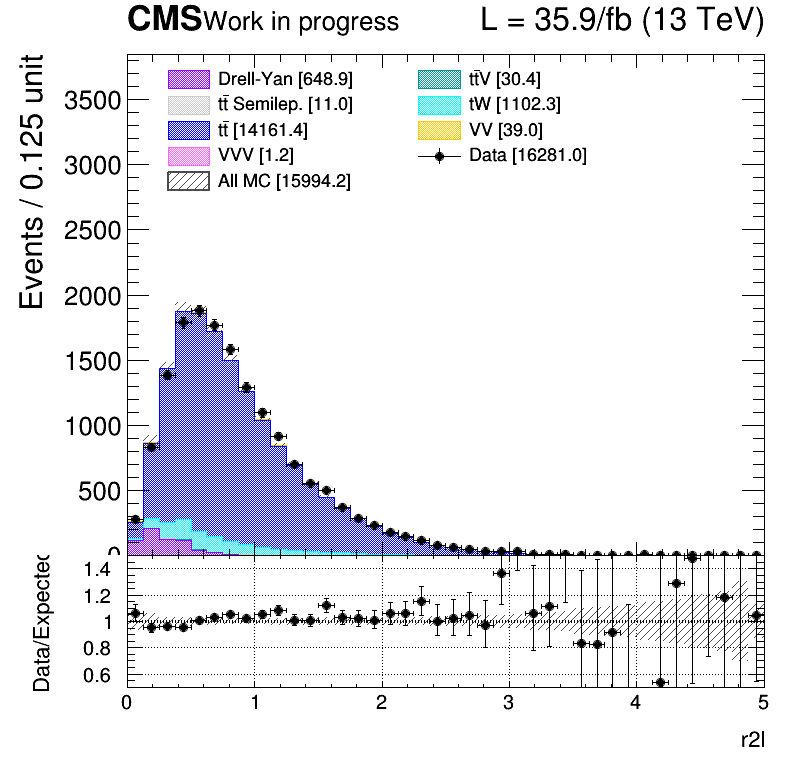 CMS Work in progress L = 35.9/fb (13 TeV)
Events / 0.125 unit
Drell-Yan [648.9]
tt̄ Semilep. [11.0]
tt̄ [14161.4]
VVV [1.2]
All MC [15994.2]
tt̄V [30.4]
tW [1102.3]
VV [39.0]
Data [16281.0]
3500
3000
2500
2000
1500
1000
500
0
Data/Expected
1.4
1.2
1
0.8
0.6
0 1 2 3 4 5
r2l